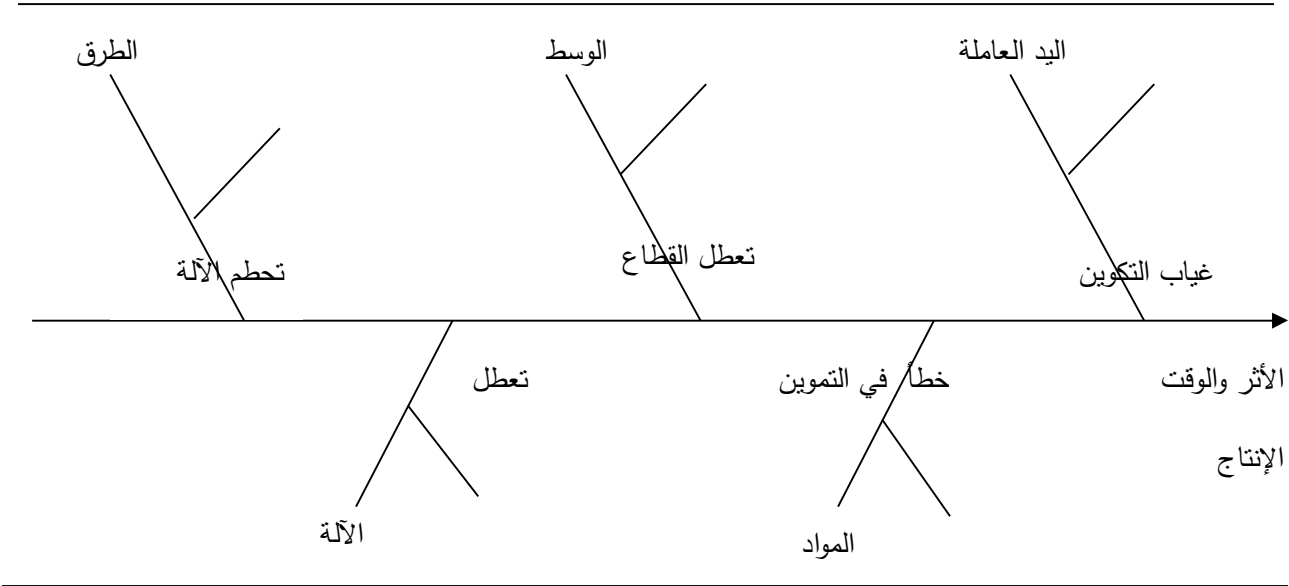 اليد العاملة
الوسط
الطرق
تعطل القطاع
غياب التكوين
تحطم الآلة
الأثر والوقت
خطأ في التموين
تعطل
الإنتاج
الآلة
المواد